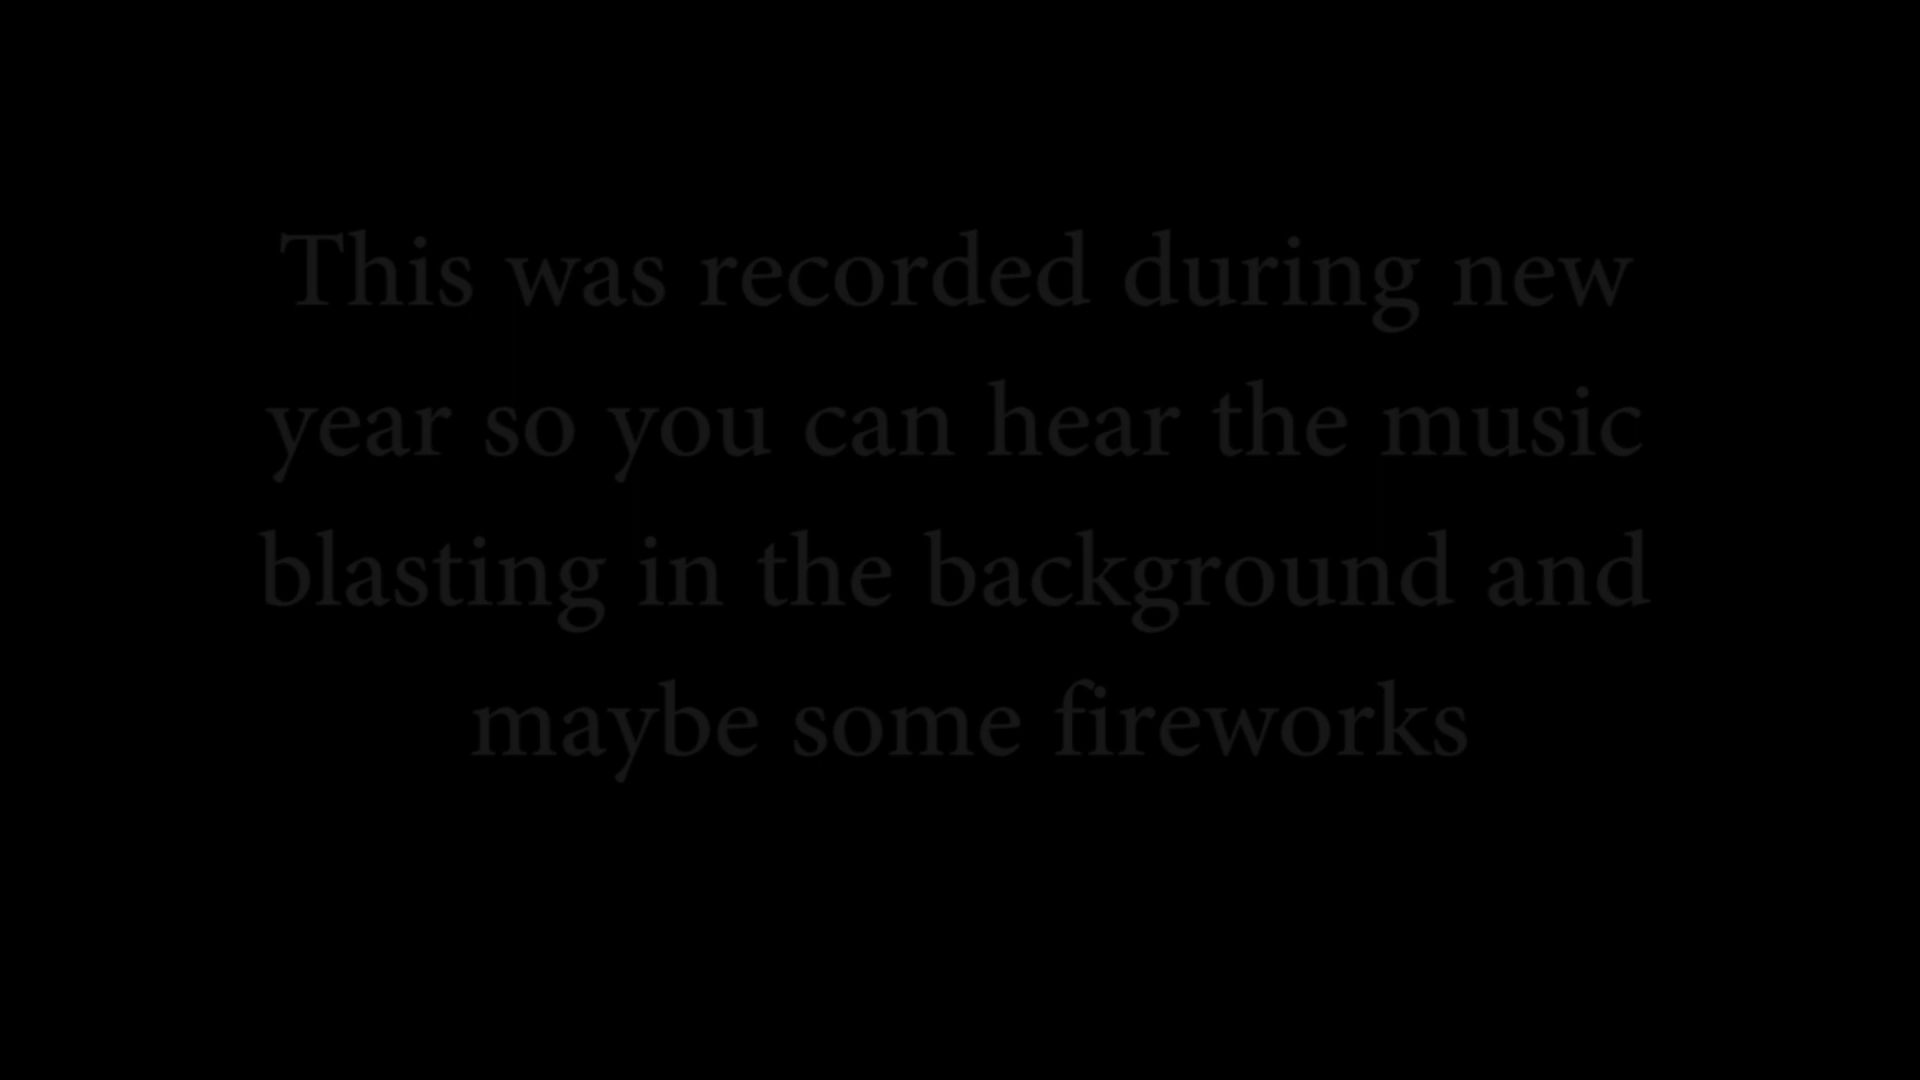 This was recorded during new
year so you can hear the music
blasting in the background and
maybe some fireworks